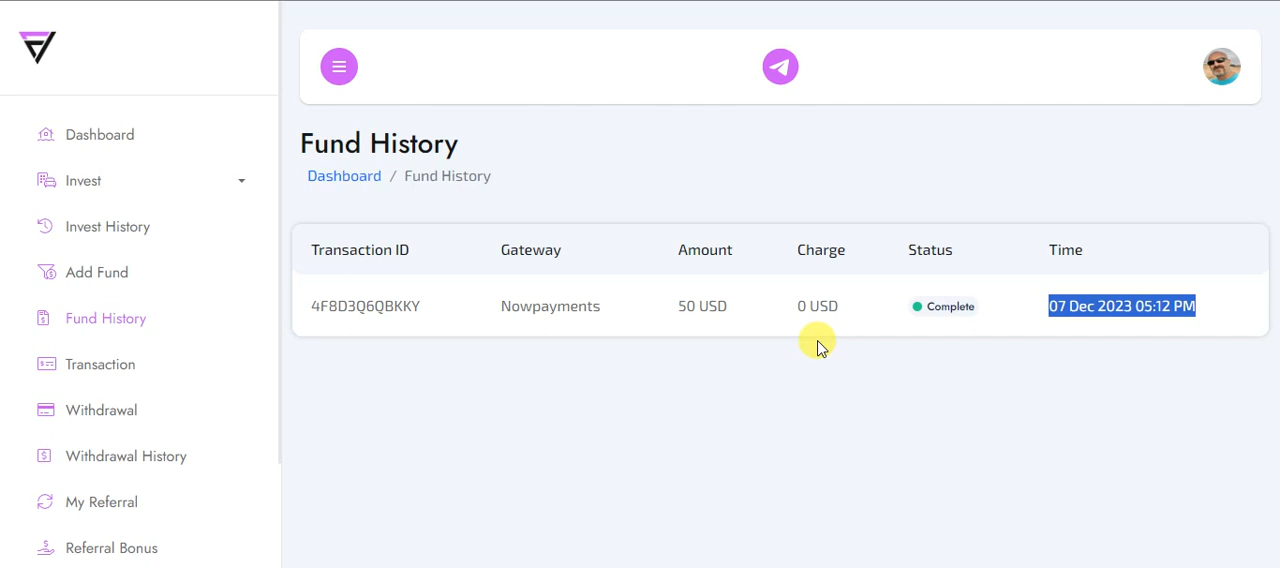 Dashboard
Invest
Invest History
Add Fund
Fund History
Transaction
Withdrawal
Withdrawal History
My Referral
Referral Bonus
Fund History
Dashboard / Fund History
Transaction ID Gateway Amount Charge Status Time
4F8D3Q6QBKKY Nowpayments 50 USD 0 USD Complete 07 Dec 2023 05:12 PM